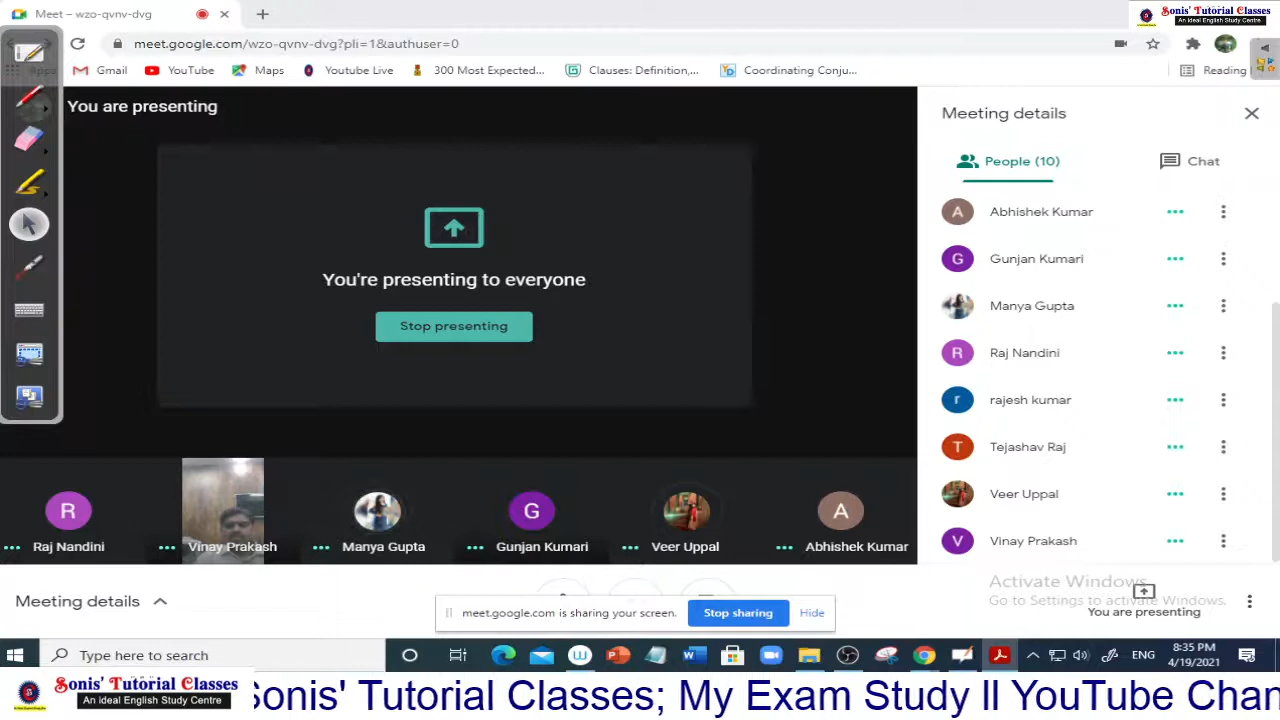 Meet – wzo-qvnv-dvg
Sonis' Tutorial Classes
An Ideal English Study Centre
meet.google.com/wzo-qvnv-dvg?pli=1&authuser=0
Apps
Gmail
YouTube
Maps
Youtube Live
300 Most Expected...
Clauses: Definition,...
Coordinating Conju...
Reading
You are presenting
You're presenting to everyone
Stop presenting
Raj Nandini
Vinay Prakash
Manya Gupta
Gunjan Kumari
Veer Uppal
Abhishek Kumar
R
G
A
Meeting details
People (10)
Chat
A Abhishek Kumar
G Gunjan Kumari
Manya Gupta
R Raj Nandini
r rajesh kumar
T Tejashav Raj
Veer Uppal
V Vinay Prakash
Activate Windows
Go to Settings to activate Windows.
You are presenting
Meeting details
meet.google.com is sharing your screen.
Stop sharing
Hide
Type here to search
ENG
8:35 PM
4/19/2021
Sonis' Tutorial Classes
An ideal English Study Centre
Sonis' Tutorial Classes; My Exam Study ll YouTube Chan